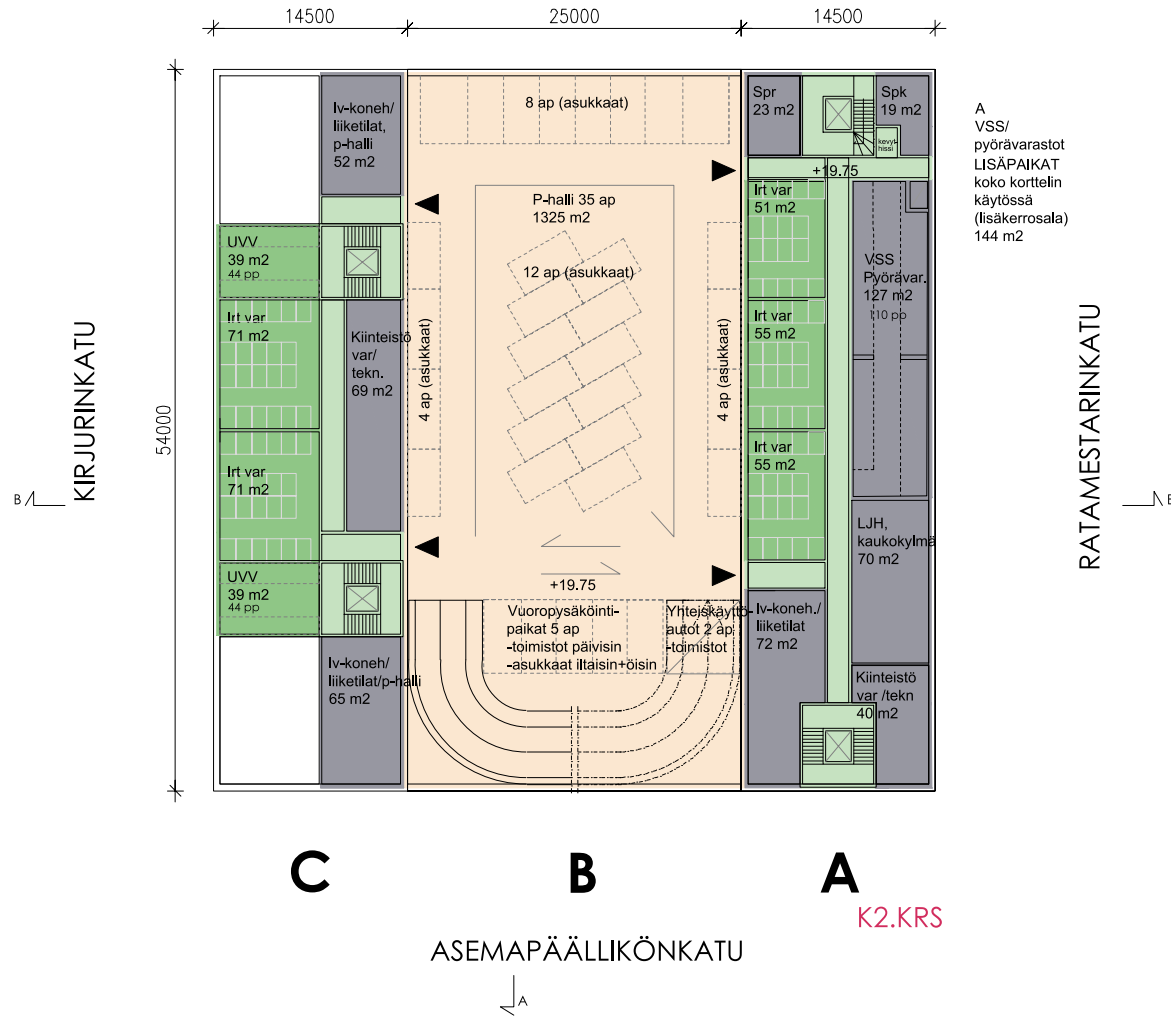 14500
25000
14500
54000
Iv-koneh/
liiketilat,
p-halli
52 m2
8 ap (asukkaat)
Spr
23 m2
Spk
19 m2
kevyt
hissi
+19.75
A
VSS/
pyörävarastot
LISÄPAIKAT
koko korttelin
käytössä
(lisäkerrosala)
144 m2
P-halli 35 ap
1325 m2
12 ap (asukkaat)
4 ap (asukkaat)
4 ap (asukkaat)
UVV
39 m2
44 pp
Irt var
71 m2
Kiinteistö
var/
tekn.
69 m2
Irt var
71 m2
UVV
39 m2
44 pp
Iv-koneh/
liiketilat/p-halli
65 m2
Irt var
51 m2
Irt var
55 m2
Irt var
55 m2
VSS
Pyörävar.
127 m2
110 pp
LJH,
kaukokylmä
70 m2
Iv-koneh./
liiketilat
72 m2
Kiinteistö
var /tekn
40 m2
+19.75
Vuoropysäköinti-
paikat 5 ap
-toimistot päivisin
-asukkaat iltaisin+öisin
Yhteiskäyttö-
autot 2 ap
-toimistot
KIRJURINKATU
RATAMESTARINKATU
B
B
C
B
A
K2.KRS
ASEMAPÄÄLLIKÖNKATU
A